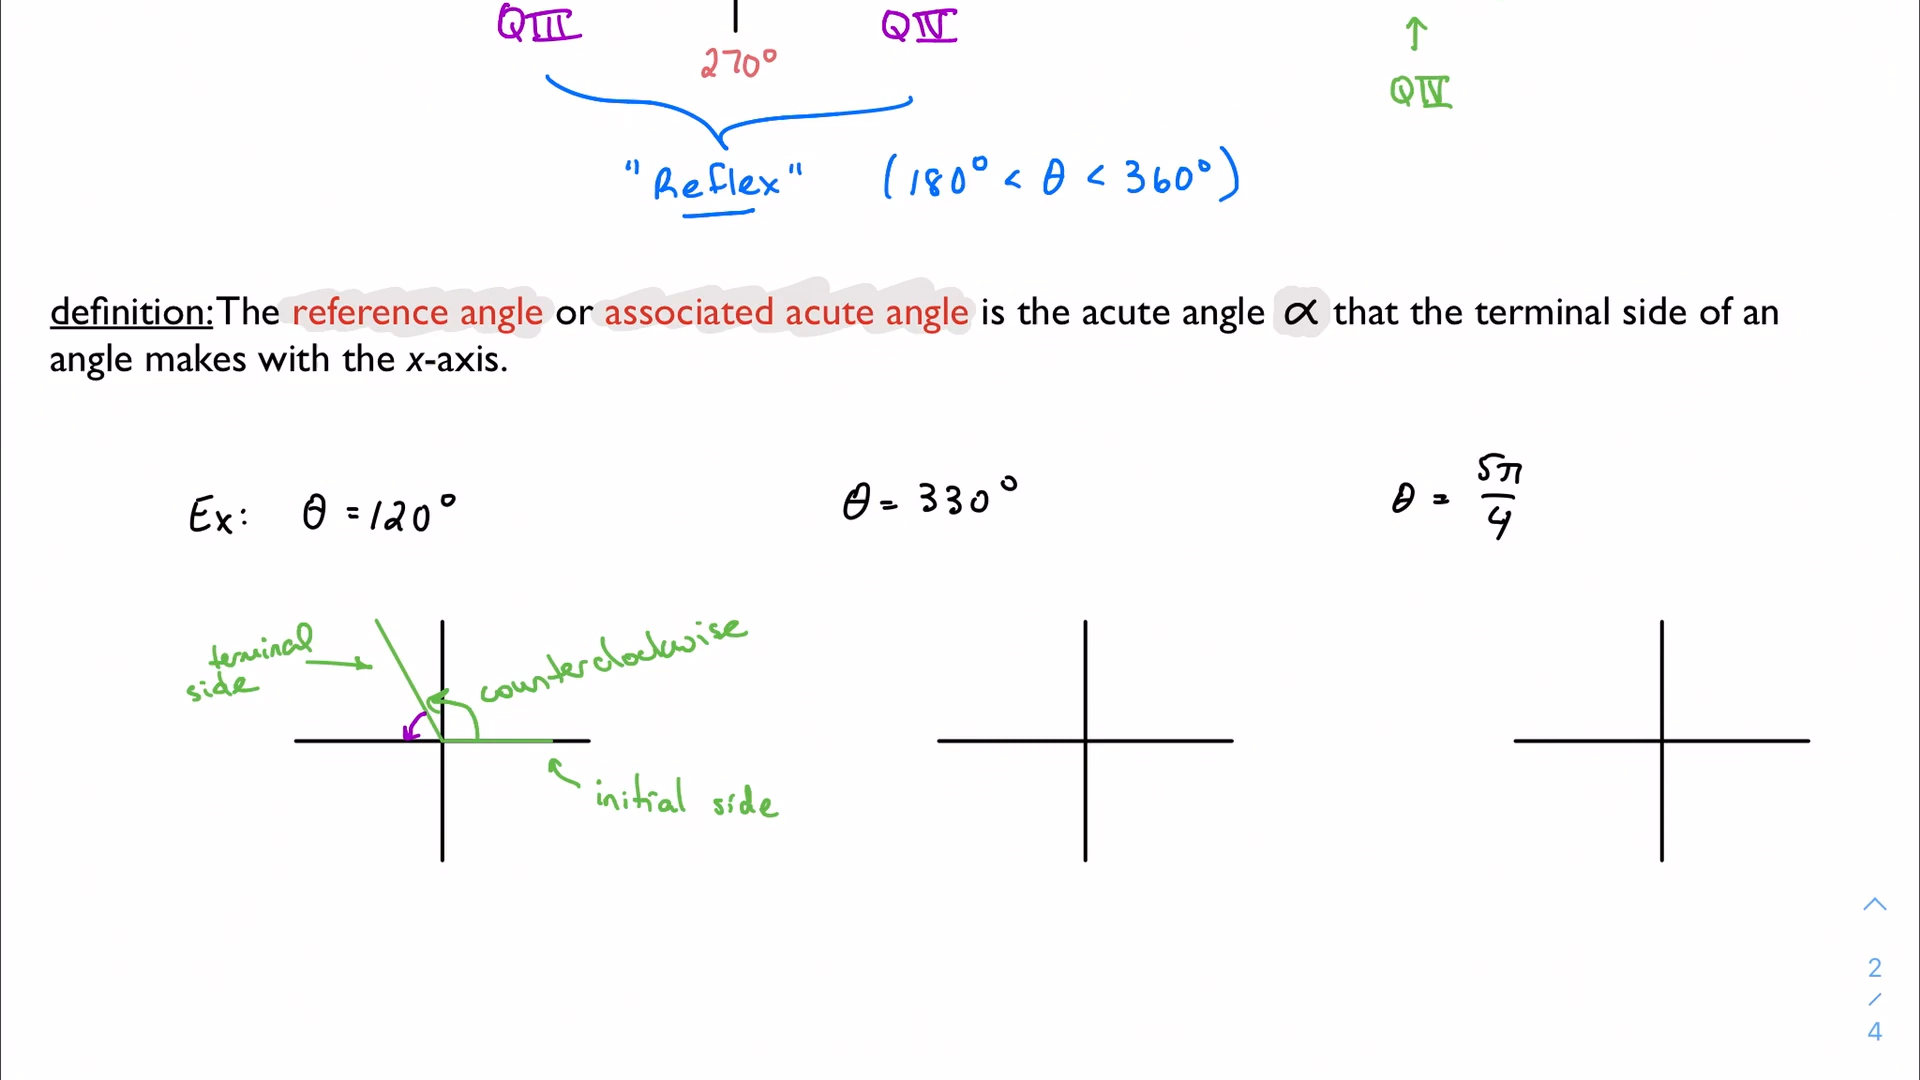 QIII QIV
270°
↑
QIV
"Reflex" (180° < θ < 360°)
definition: The reference angle or associated acute angle is the acute angle α that the terminal side of an
angle makes with the x-axis.
Ex: θ = 120° θ = 330° θ = 5π/4
terminal
side
counterclockwise
initial side
2
/
4